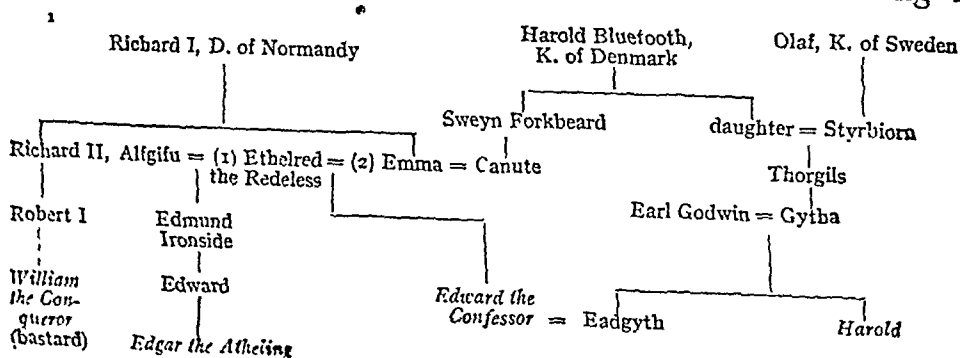 1
Richard I, D. of Normandy
Harold Bluetooth,
K. of Denmark
Olaf, K. of Sweden
Sweyn Forkbeard
daughter = Styrbiorn
Richard II, Alfgifu = (1) Ethelred = (2) Emma = Canute
the Redeless
Thorgils
Earl Godwin = Gytha
Robert I
Edmund
Ironside
William
the Con-
queror
(bastard)
Edward
Edgar the Atheling
Edward the
Confessor = Eadgyth
Harold